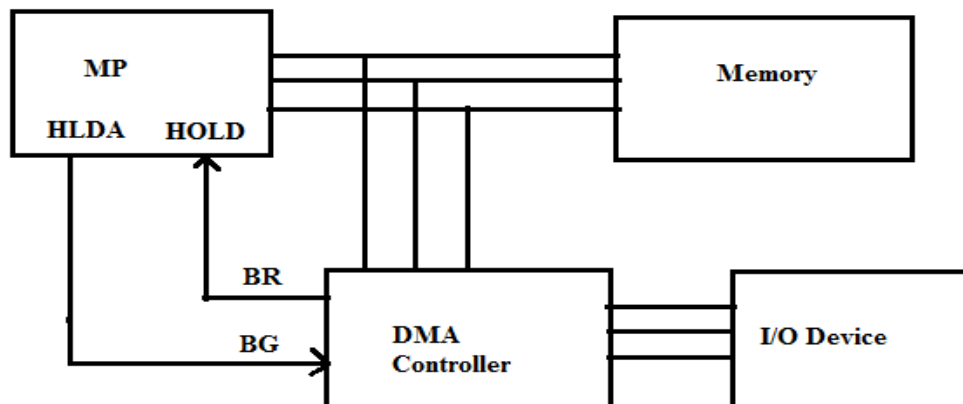 MP
Memory
HLDA HOLD
BR
BG
DMA
Controller
I/O Device